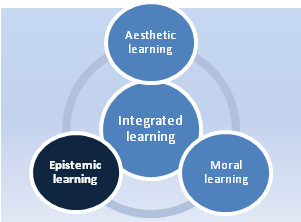 Aesthetic
learning
Integrated
learning
Epistemic
learning
Moral
learning